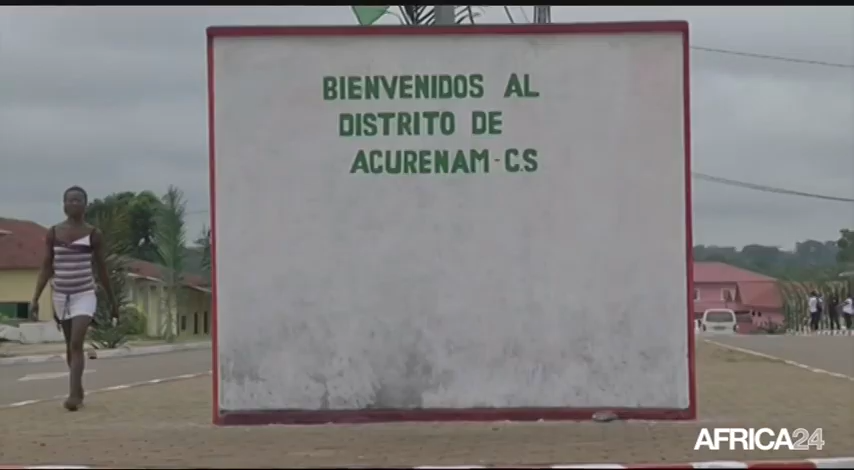 BIENVENIDOS AL
DISTRITO DE
ACURENAM-C.S
AFRICA24